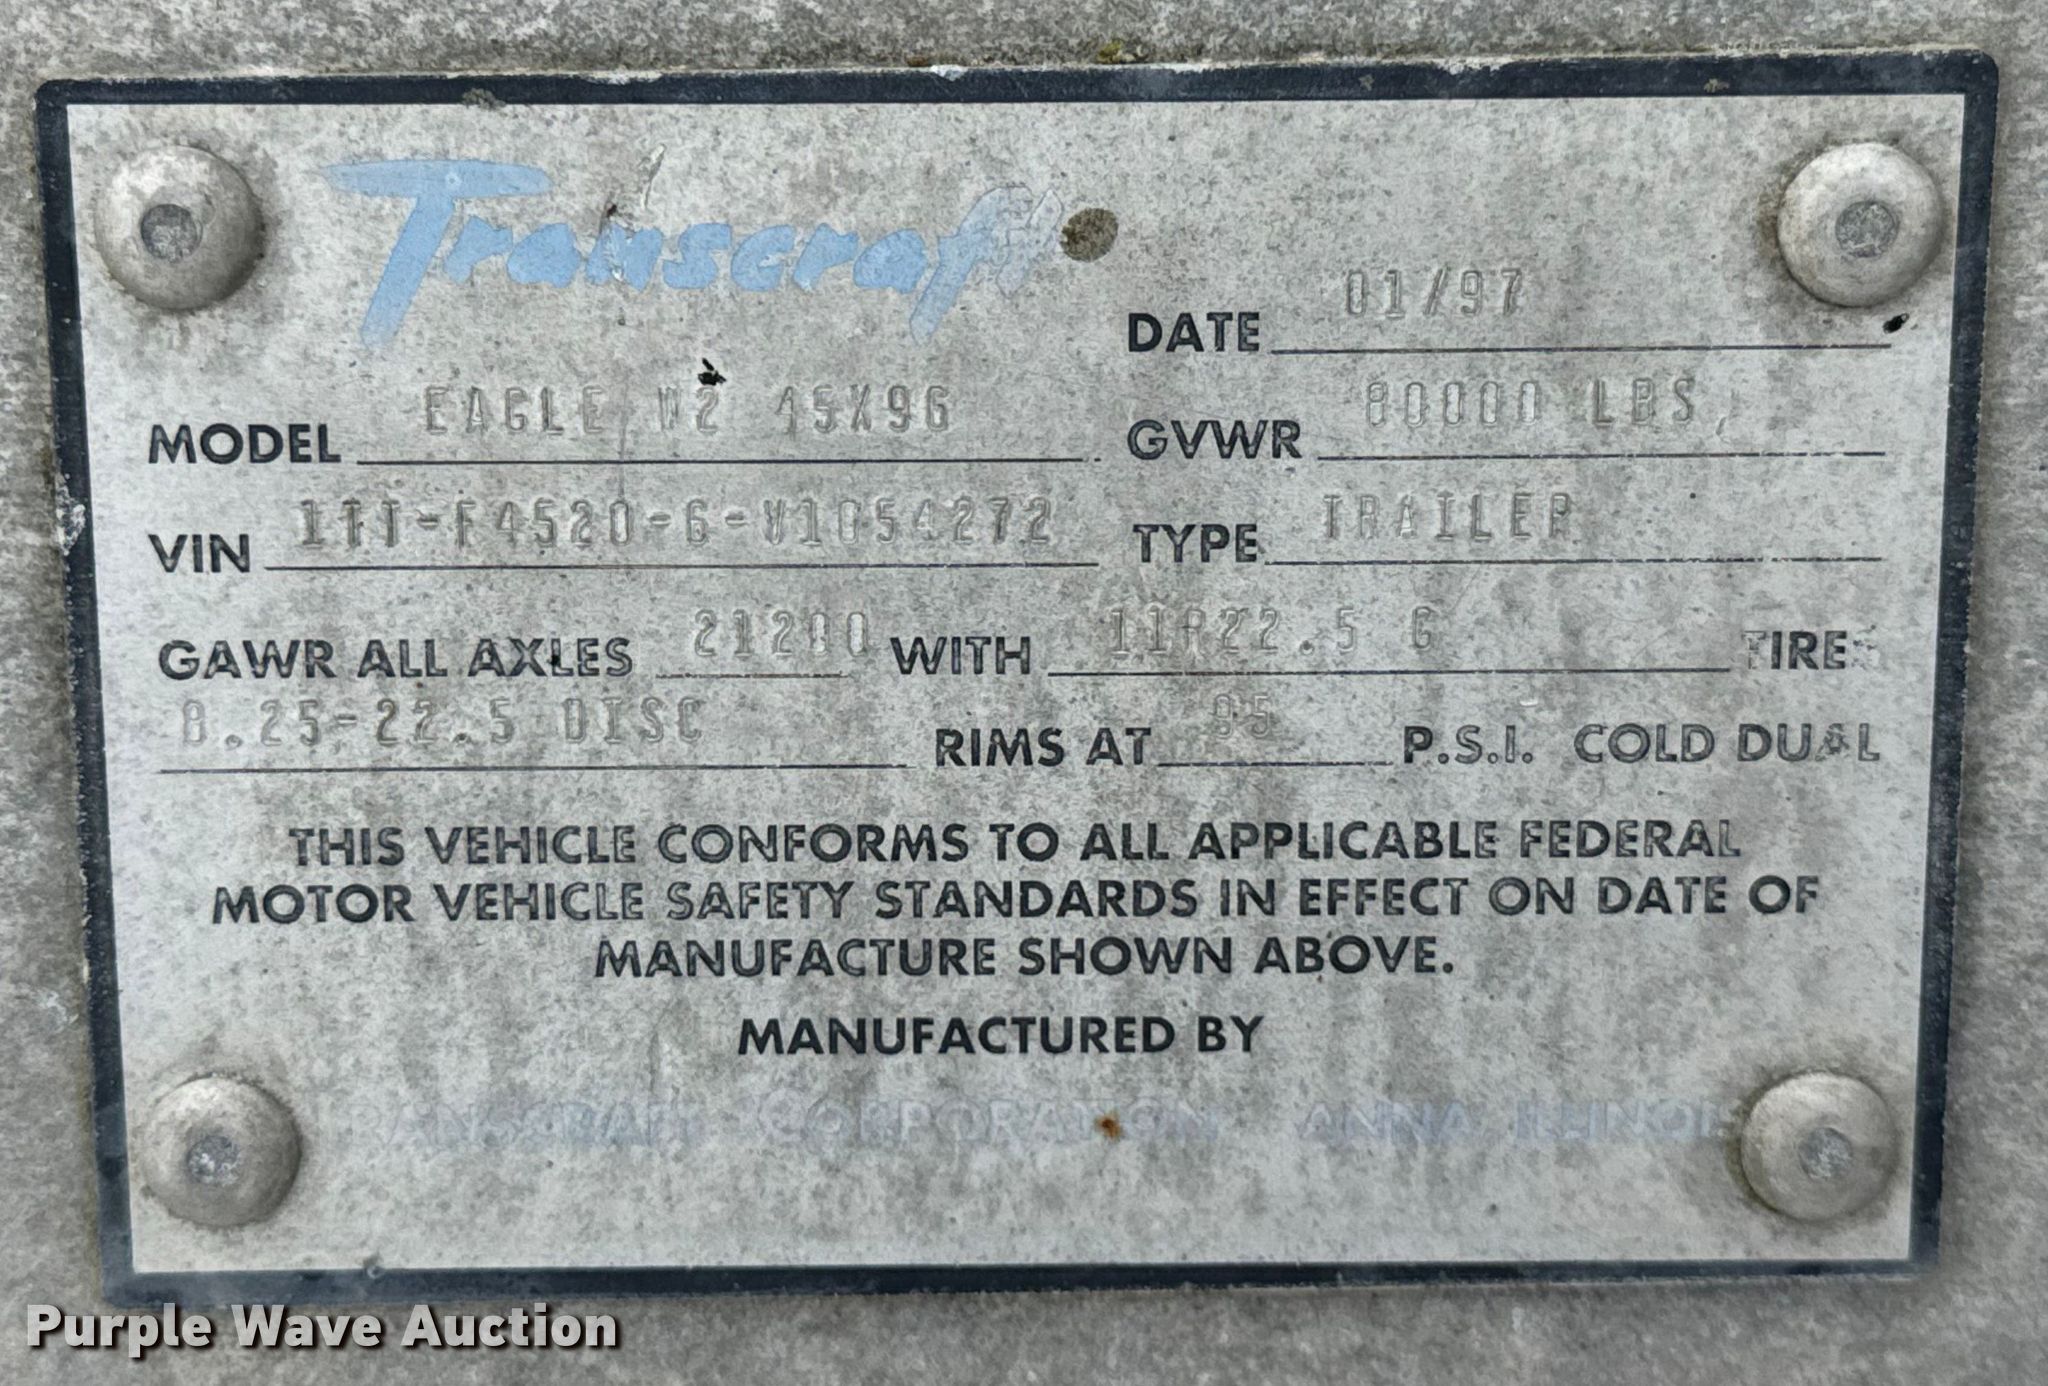 Transcraft
DATE 01/97
MODEL EAGLE W2 45X96 GVWR 80000 LBS.
VIN 1TT-F4520-6-V1054272 TYPE TRAILER
GAWR ALL AXLES 21200 WITH 11R22.5 G TIRES
8.25-22.5 DISC RIMS AT 95 P.S.I. COLD DUAL
THIS VEHICLE CONFORMS TO ALL APPLICABLE FEDERAL
MOTOR VEHICLE SAFETY STANDARDS IN EFFECT ON DATE OF
MANUFACTURE SHOWN ABOVE.
MANUFACTURED BY
TRANSCRAFT CORPORATION ANNA, ILLINOIS
Purple Wave Auction